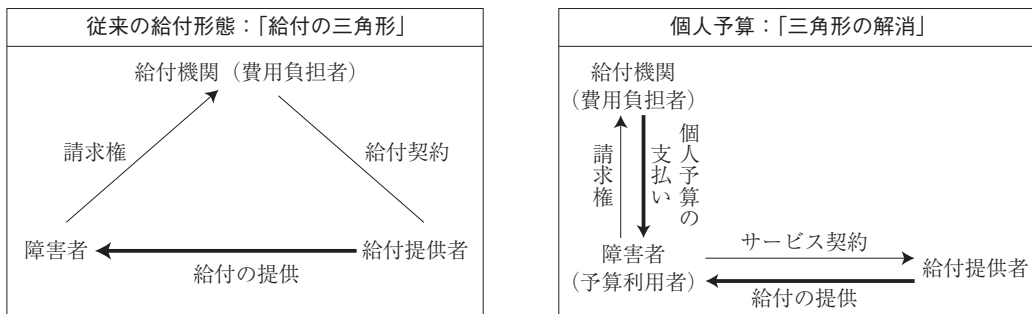 従来の給付形態：「給付の三角形」
給付機関（費用負担者）
請求権
給付契約
障害者
給付提供者
給付の提供
個人予算：「三角形の解消」
給付機関
（費用負担者）
請求権
個人予算の
支払い
障害者
（予算利用者）
サービス契約
給付の提供
給付提供者